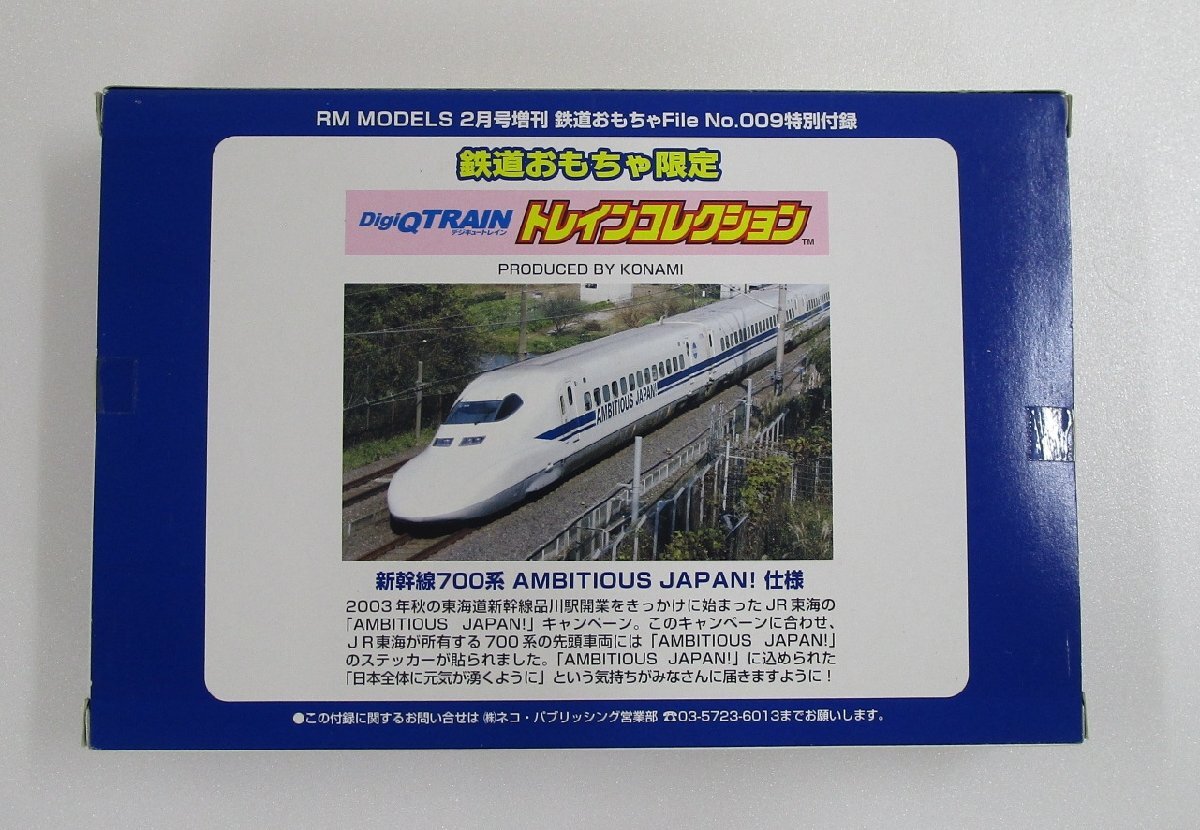 RM MODELS 2月号増刊 鉄道おもちゃFile No.009特別付録
鉄道おもちゃ限定
DigiQTRAIN トレインコレクション™
デジキュートレイン
PRODUCED BY KONAMI
AMBITIOUS JAPAN!
新幹線700系 AMBITIOUS JAPAN! 仕様
2003年秋の東海道新幹線品川駅開業をきっかけに始まったJR東海の
「AMBITIOUS JAPAN!」キャンペーン。このキャンペーンに合わせ、
JR東海が所有する700系の先頭車両には「AMBITIOUS JAPAN!」
のステッカーが貼られました。「AMBITIOUS JAPAN!」に込められた
「日本全体に元気が湧くように」という気持ちがみなさんに届きますように!
●この付録に関するお問い合せは ㈱ネコ・パブリッシング営業部 ☎03-5723-6013までお願いします。